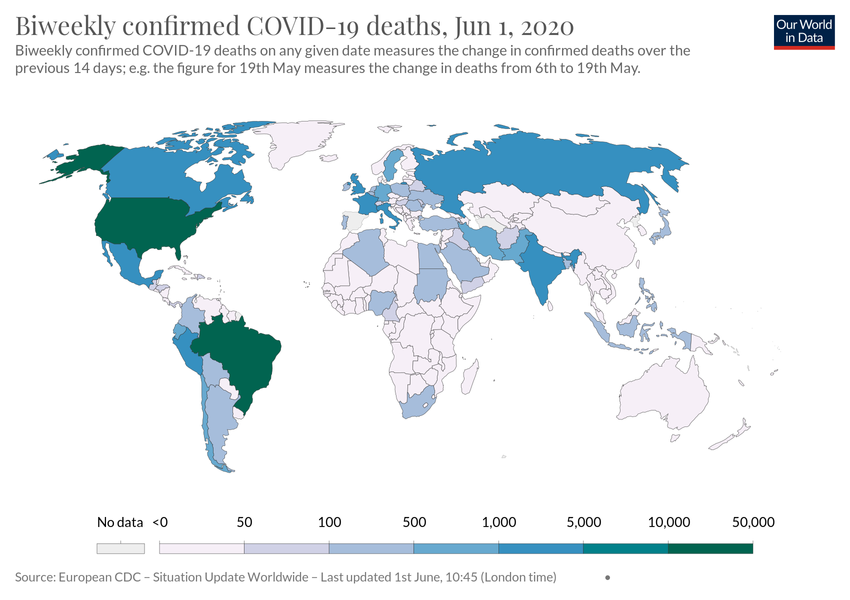 Biweekly confirmed COVID-19 deaths, Jun 1, 2020
Our World
in Data
Biweekly confirmed COVID-19 deaths on any given date measures the change in confirmed deaths over the
previous 14 days; e.g. the figure for 19th May measures the change in deaths from 6th to 19th May.
No data <0 50 100 500 1,000 5,000 10,000 50,000
Source: European CDC – Situation Update Worldwide – Last updated 1st June, 10:45 (London time) •